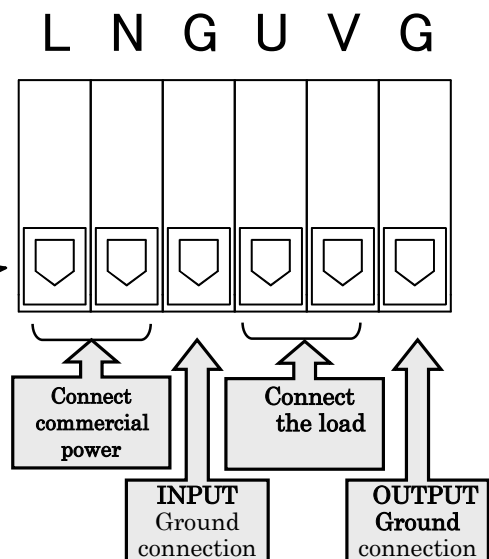 L N G U V G
Connect
commercial
power
Connect
the load
INPUT
Ground
connection
OUTPUT
Ground
connection